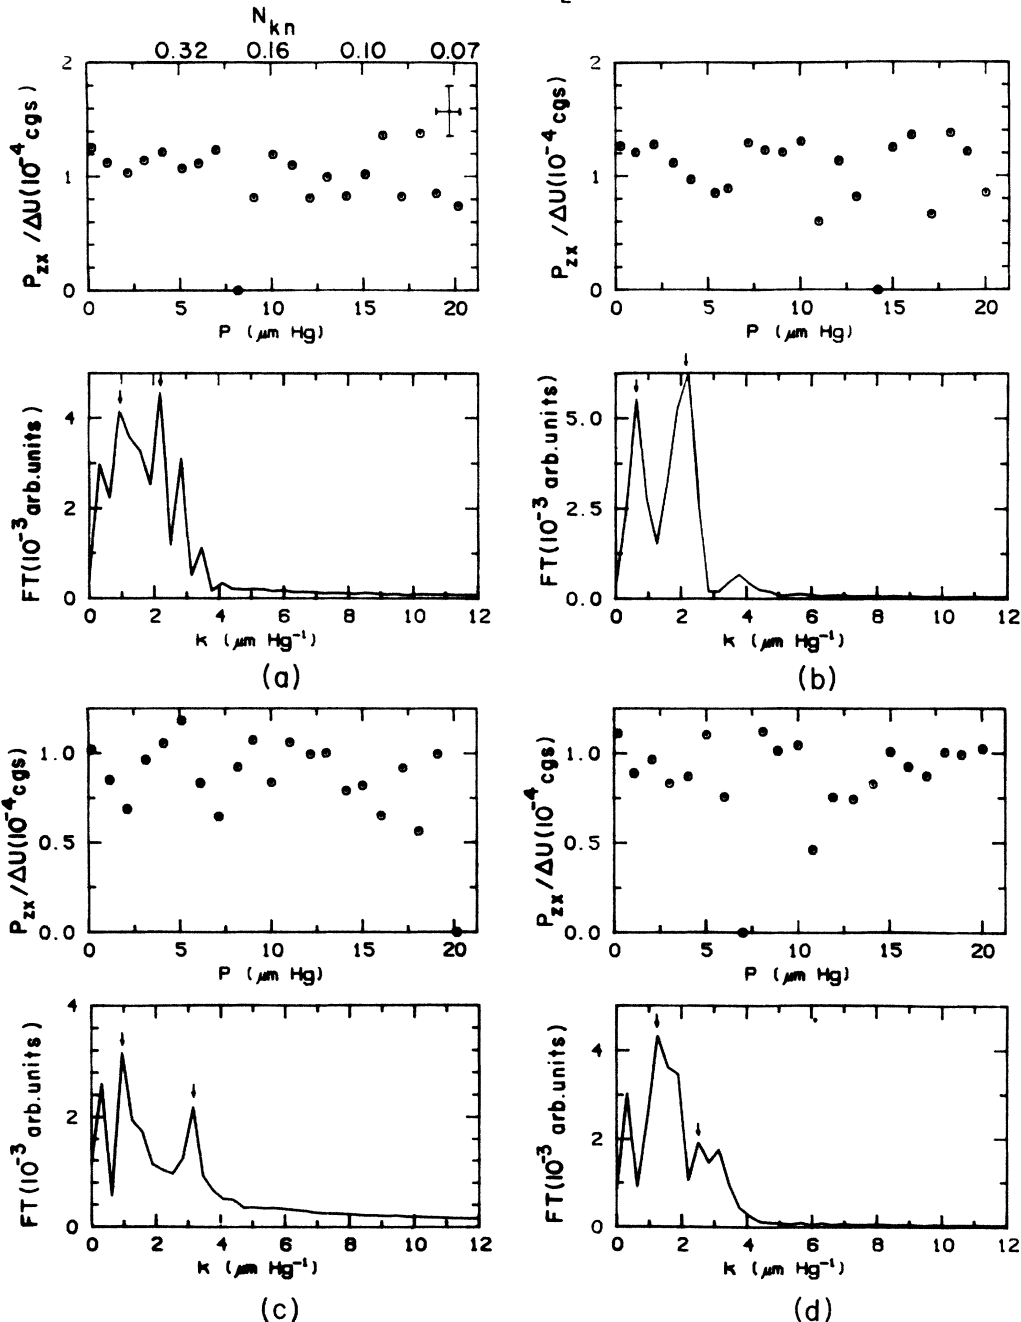 N_kn
0.32 0.16 0.10 0.07
2
1
0
P_zx /ΔU(10⁻⁴ cgs)
0 5 10 15 20
P (μm Hg)
2
1
0
P_zx /ΔU(10⁻⁴ cgs)
0 5 10 15 20
P (μm Hg)
4
2
0
FT(10⁻³ arb.units)
0 2 4 6 8 10 12
k (μm Hg⁻¹)
(a)
5.0
2.5
0.0
FT(10⁻³ arb.units)
0 2 4 6 8 10 12
k (μm Hg⁻¹)
(b)
1.0
0.5
0.0
P_zx /ΔU(10⁻⁴ cgs)
0 5 10 15 20
P (μm Hg)
1.0
0.5
0.0
P_zx /ΔU(10⁻⁴ cgs)
0 5 10 15 20
P (μm Hg)
4
2
0
FT(10⁻³ arb.units)
0 2 4 6 8 10 12
k (μm Hg⁻¹)
(c)
4
2
0
FT(10⁻³ arb.units)
0 2 4 6 8 10 12
k (μm Hg⁻¹)
(d)